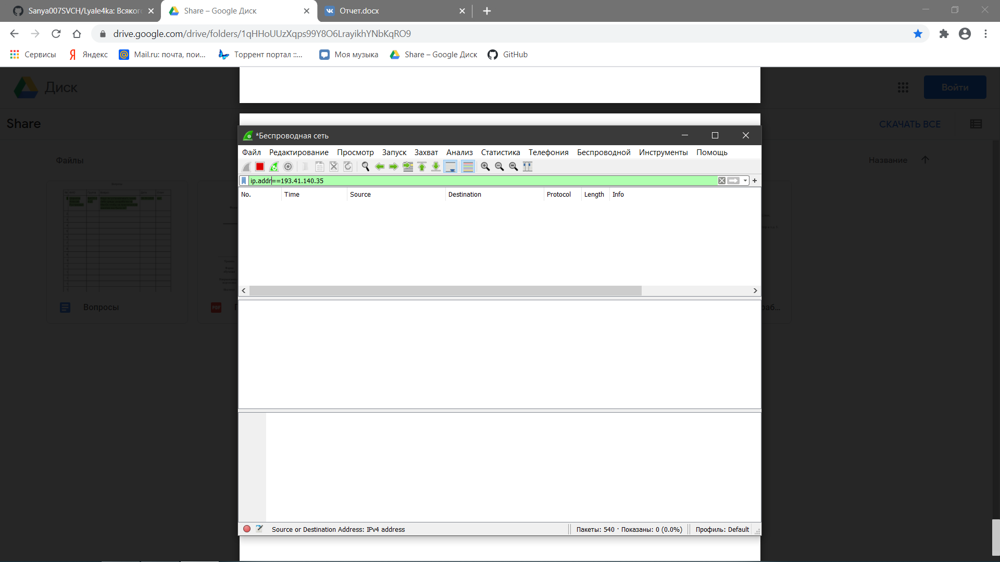 Sanya007SVCH/Lyale4ka: Всяког
Share – Google Диск
Отчет.docx
drive.google.com/drive/folders/1qHHoUUzXqps99Y8O6LrayikhYNbKqRO9
Сервисы
Яндекс
Mail.ru: почта, пои...
Торрент портал ::...
Моя музыка
Share – Google Диск
GitHub
Диск
Войти
Share
СКАЧАТЬ ВСЕ
*Беспроводная сеть
Файл Редактирование Просмотр Запуск Захват Анализ Статистика Телефония Беспроводной Инструменты Помощь
Файлы
Название
ip.addr==193.41.140.35
No. Time Source Destination Protocol Length Info
Вопросы
PDF
раб...
Source or Destination Address: IPv4 address
Пакеты: 540 · Показаны: 0 (0.0%)
Профиль: Default